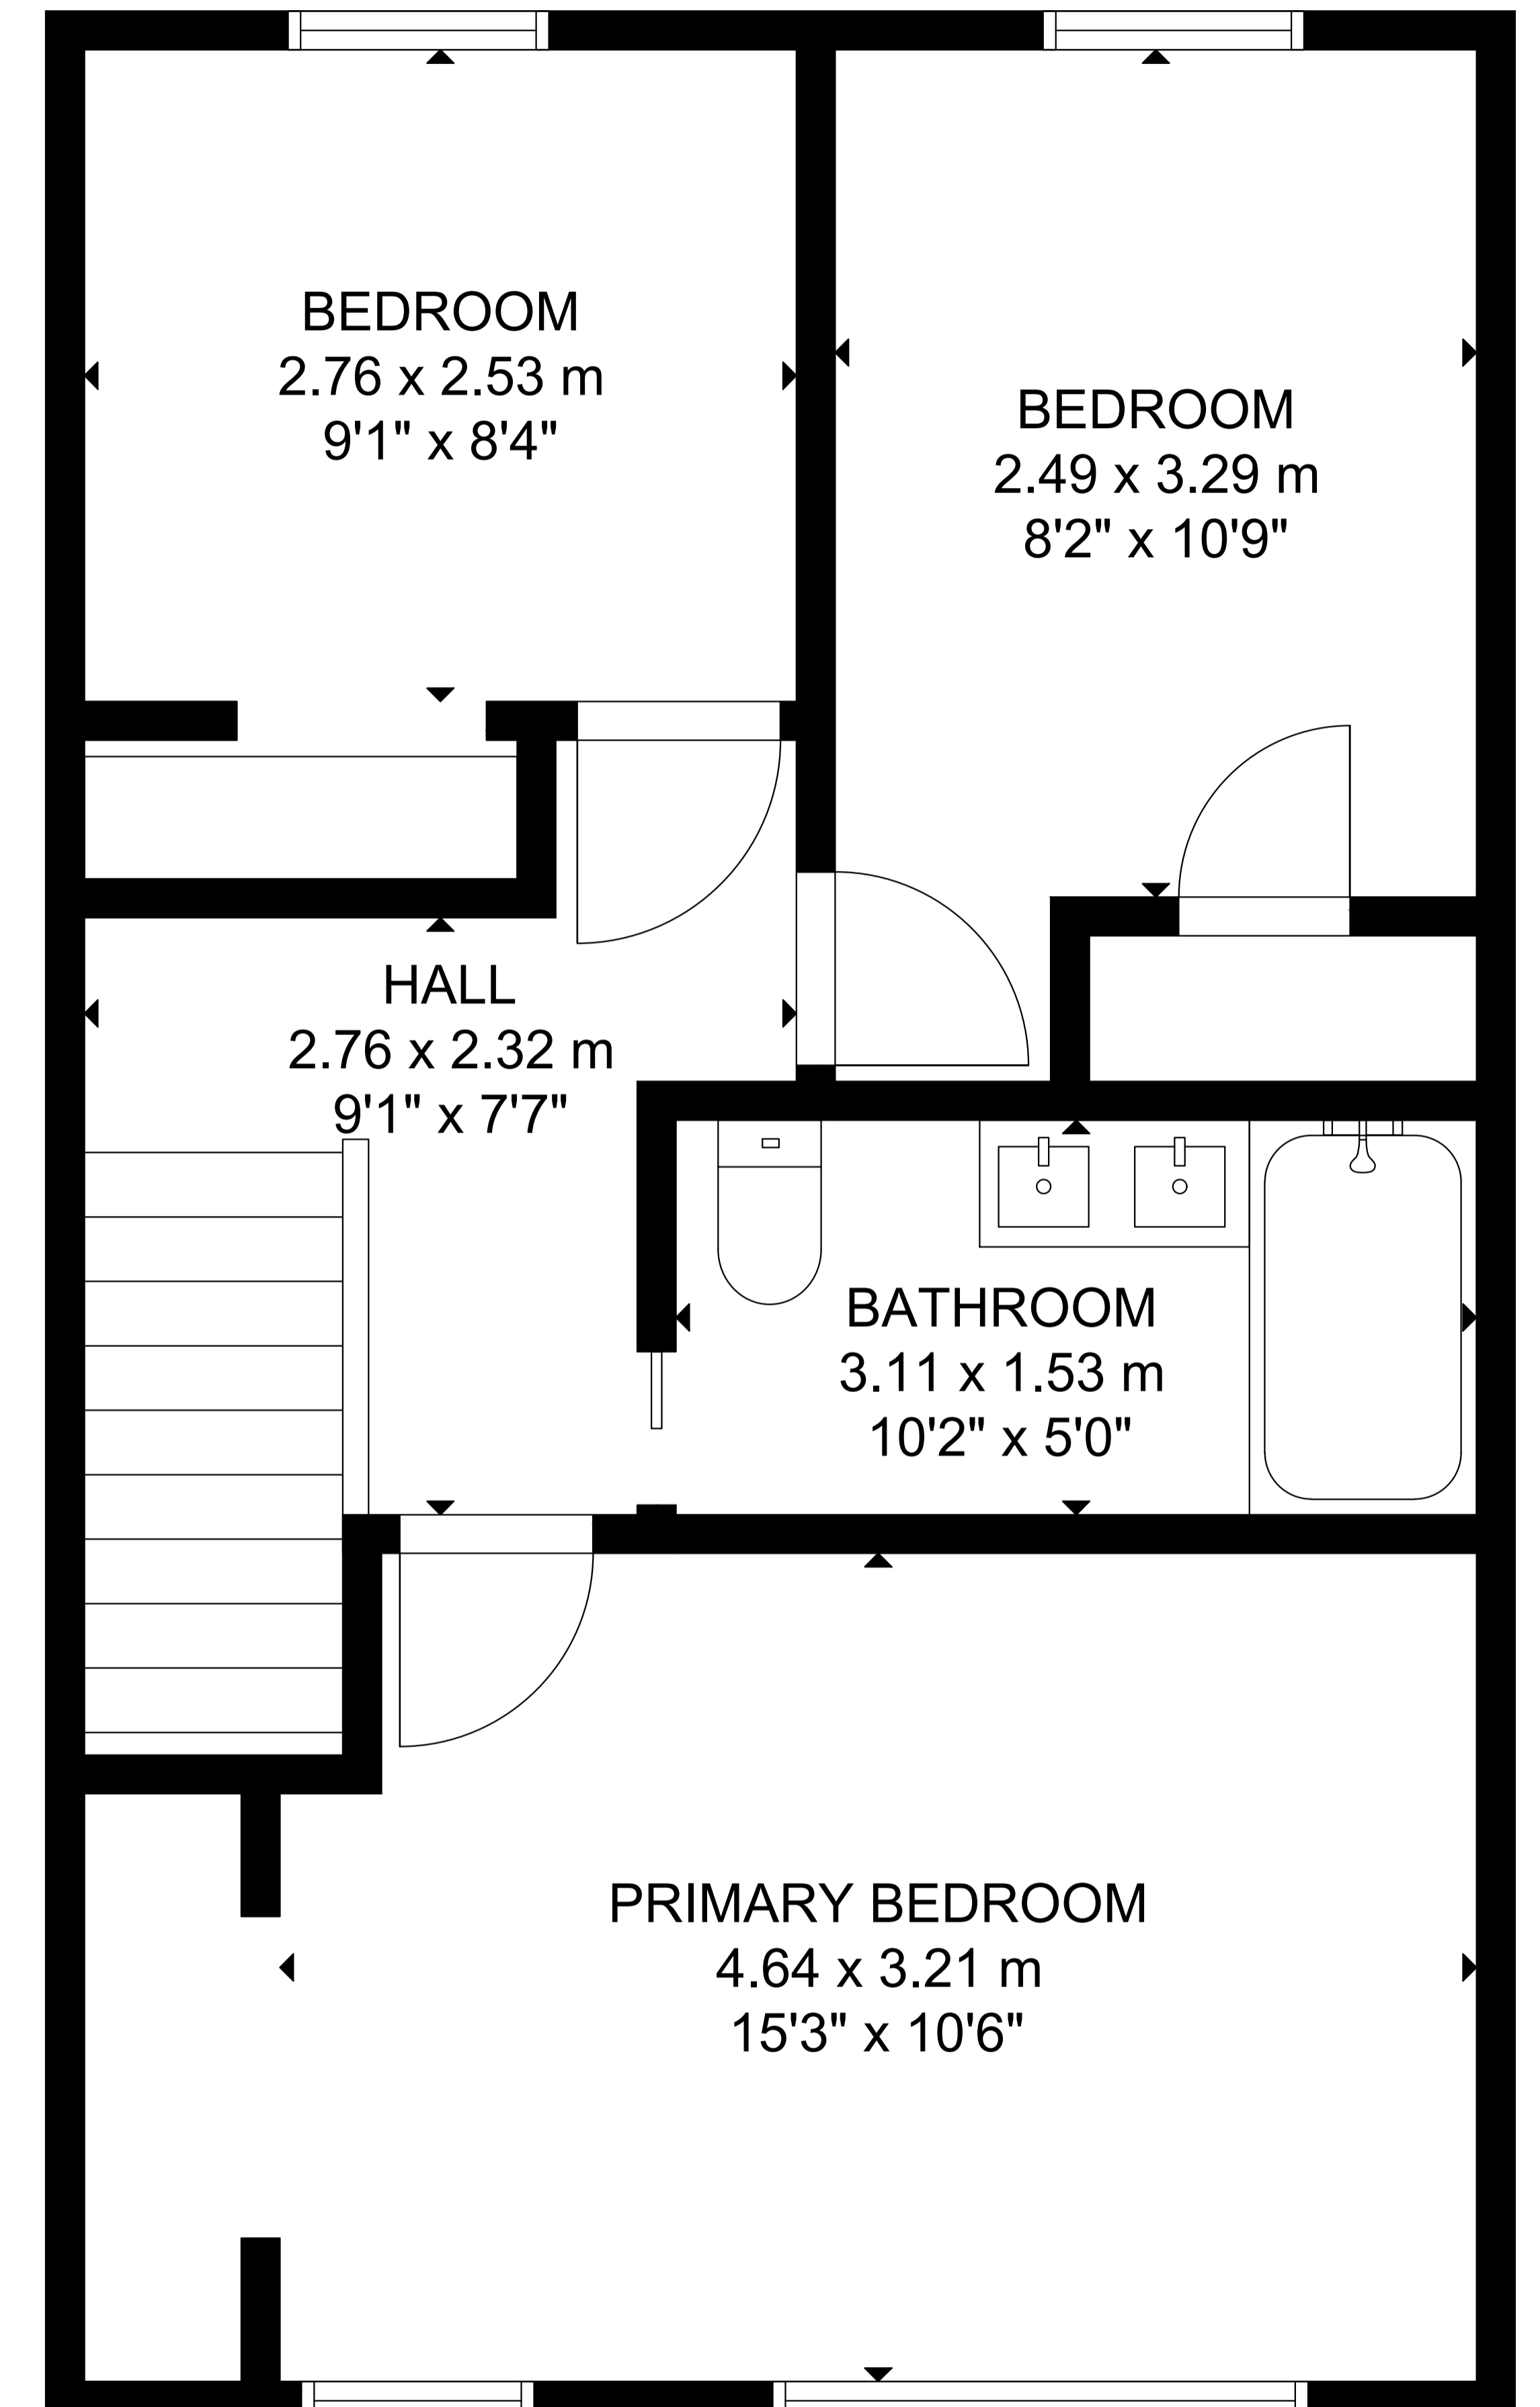 BEDROOM
2.76 x 2.53 m
9'1" x 8'4"
BEDROOM
2.49 x 3.29 m
8'2" x 10'9"
HALL
2.76 x 2.32 m
9'1" x 7'7"
BATHROOM
3.11 x 1.53 m
10'2" x 5'0"
PRIMARY BEDROOM
4.64 x 3.21 m
15'3" x 10'6"